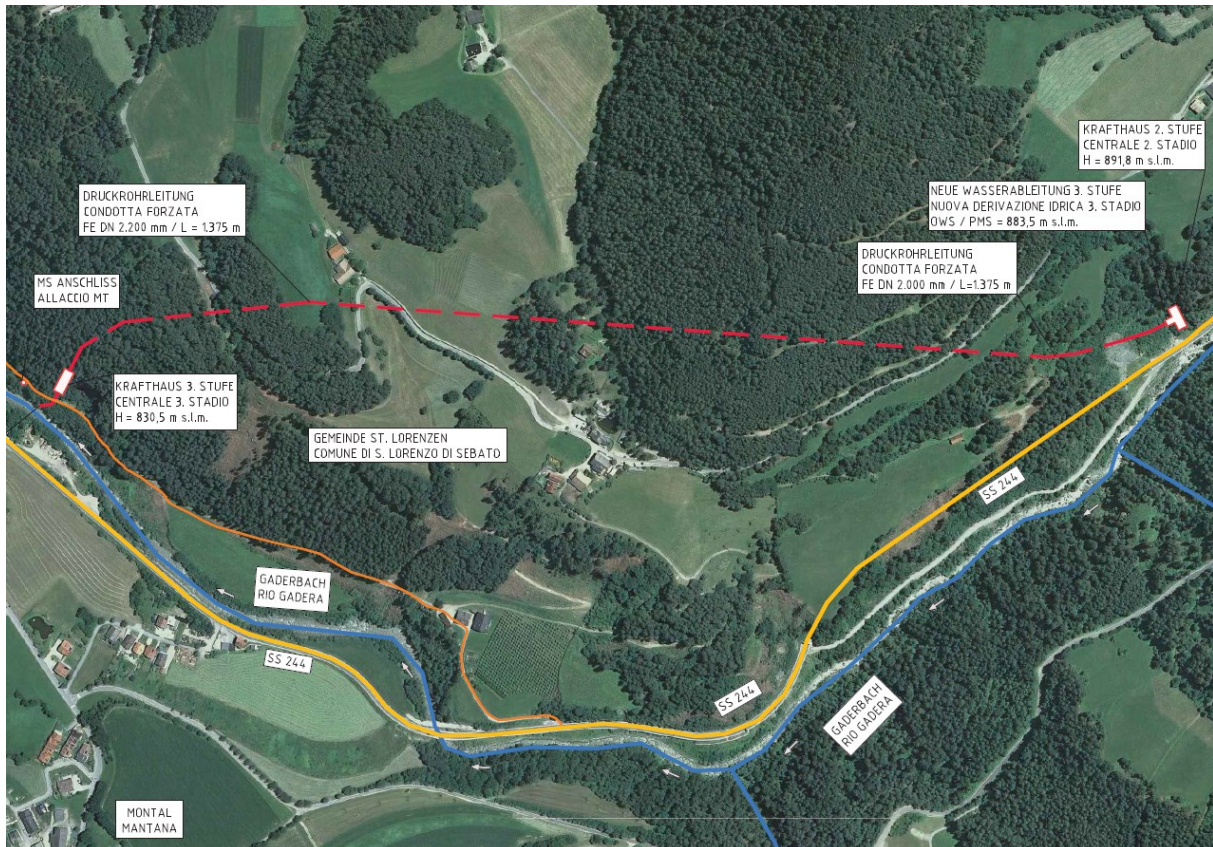 KRAFTHAUS 2. STUFE
CENTRALE 2. STADIO
H = 891,8 m s.l.m.
NEUE WASSERABLEITUNG 3. STUFE
NUOVA DERIVAZIONE IDRICA 3. STADIO
OWS / PMS = 883,5 m s.l.m.
DRUCKROHRLEITUNG
CONDOTTA FORZATA
FE DN 2.200 mm / L = 1.375 m
DRUCKROHRLEITUNG
CONDOTTA FORZATA
FE DN 2.000 mm / L=1.375 m
MS ANSCHLISS
ALLACCIO MT
KRAFTHAUS 3. STUFE
CENTRALE 3. STADIO
H = 830,5 m s.l.m.
GEMEINDE ST. LORENZEN
COMUNE DI S. LORENZO DI SEBATO
SS 244
GADERBACH
RIO GADERA
SS 244
SS 244
GADERBACH
RIO GADERA
MONTAL
MANTANA